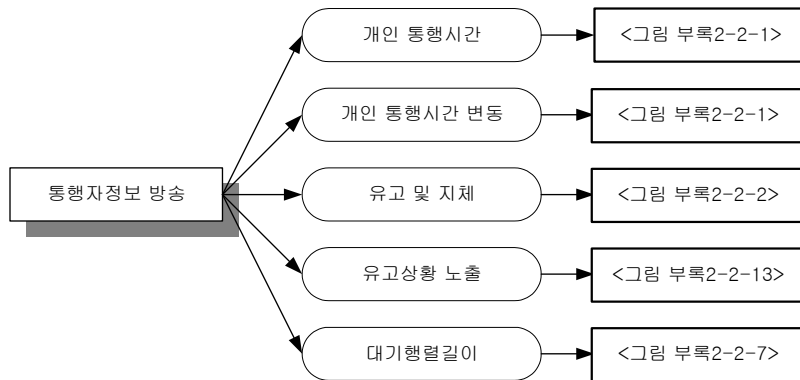 개인 통행시간
<그림 부록2-2-1>
개인 통행시간 변동
<그림 부록2-2-1>
통행자정보 방송
유고 및 지체
<그림 부록2-2-2>
유고상황 노출
<그림 부록2-2-13>
대기행렬길이
<그림 부록2-2-7>